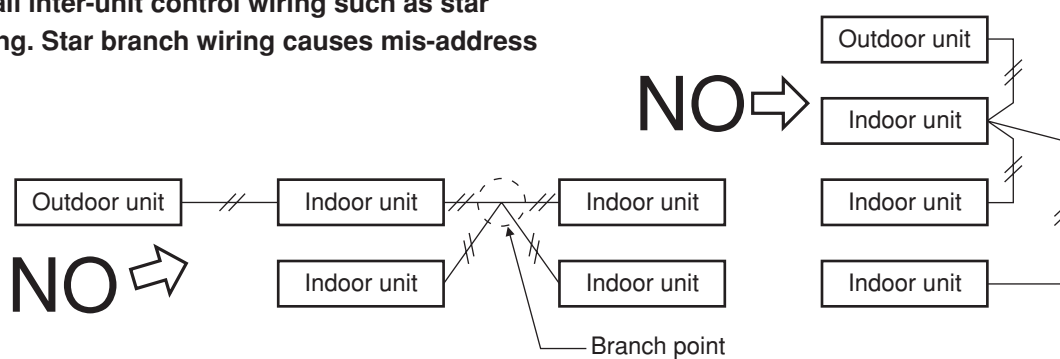 all inter-unit control wiring such as star
ng. Star branch wiring causes mis-address
NO
Outdoor unit
Indoor unit
Indoor unit
Indoor unit
Outdoor unit
Indoor unit
Indoor unit
NO
Indoor unit
Indoor unit
Branch point